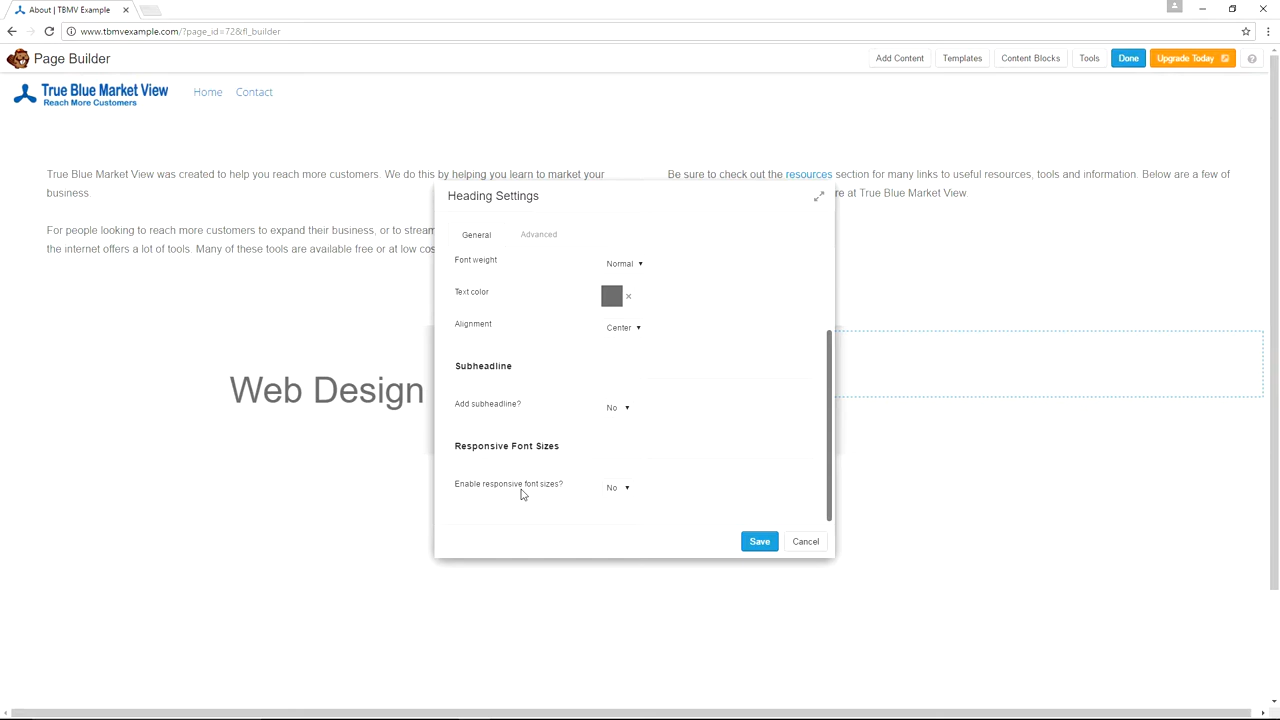 About | TBMV Example
www.tbmvexample.com/?page_id=72&fl_builder
Page Builder
Add Content
Templates
Content Blocks
Tools
Done
Upgrade Today
True Blue Market View
Reach More Customers
Home
Contact
True Blue Market View was created to help you reach more customers. We do this by helping you learn to market your
business.
For people looking to reach more customers to expand their business, or to stream
the internet offers a lot of tools. Many of these tools are available free or at low cos
Be sure to check out the resources section for many links to useful resources, tools and information. Below are a few of
re at True Blue Market View.
Web Design
Heading Settings
General
Advanced
Font weight
Normal
Text color
Alignment
Center
Subheadline
Add subheadline?
No
Responsive Font Sizes
Enable responsive font sizes?
No
Save
Cancel